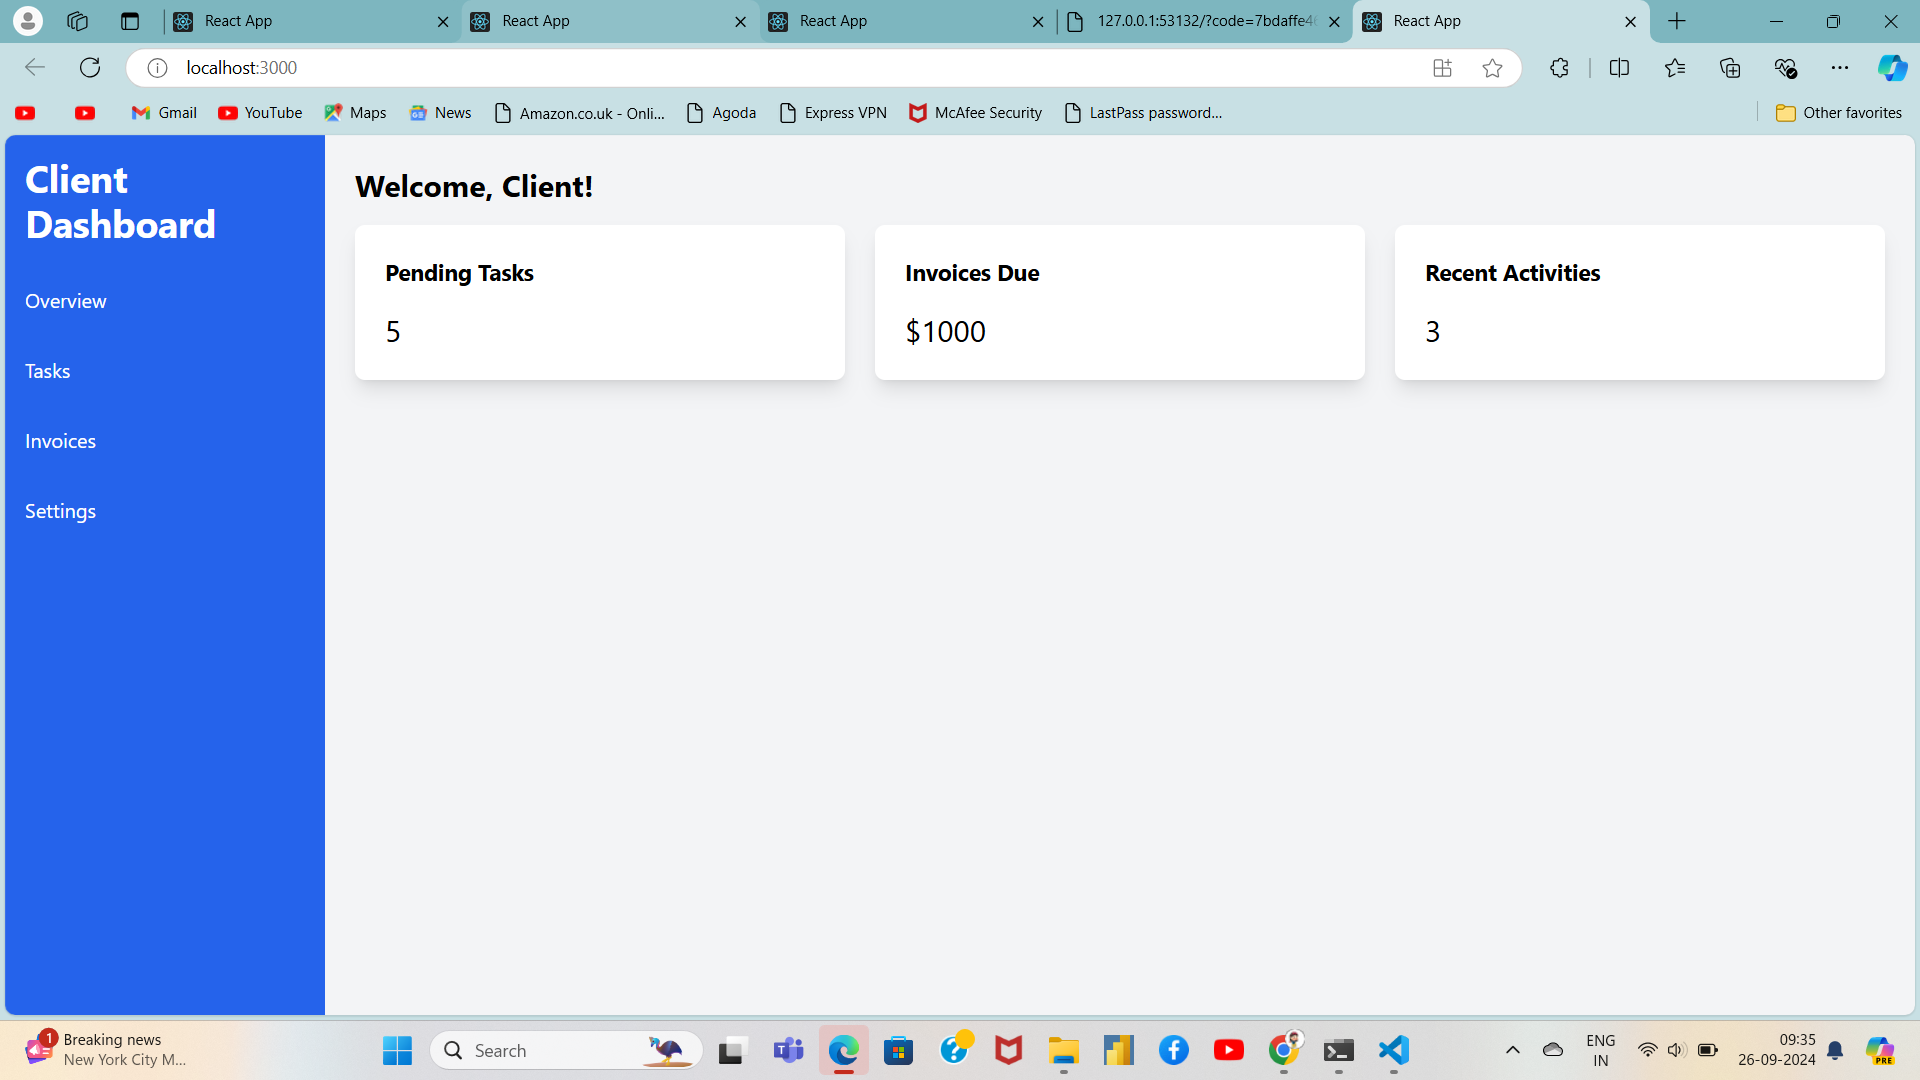 React App
React App
React App
127.0.0.1:53132/?code=7bdaffe4
React App
localhost:3000
Gmail
YouTube
Maps
News
Amazon.co.uk - Onli...
Agoda
Express VPN
McAfee Security
LastPass password...
Other favorites
Client
Dashboard
Overview
Tasks
Invoices
Settings
Welcome, Client!
Pending Tasks
5
Invoices Due
$1000
Recent Activities
3
1
Breaking news
New York City M...
Search
ENG
IN
09:35
26-09-2024
PRE